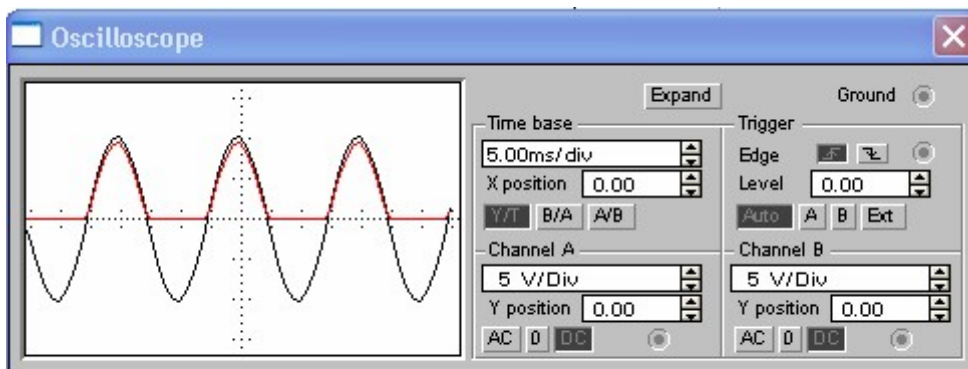 Oscilloscope
Expand
Ground
Time base
5.00ms/div
X position 0.00
Y/T B/A A/B
Trigger
Edge
Level 0.00
Auto A B Ext
Channel A
5 V/Div
Y position 0.00
AC 0 DC
Channel B
5 V/Div
Y position 0.00
AC 0 DC